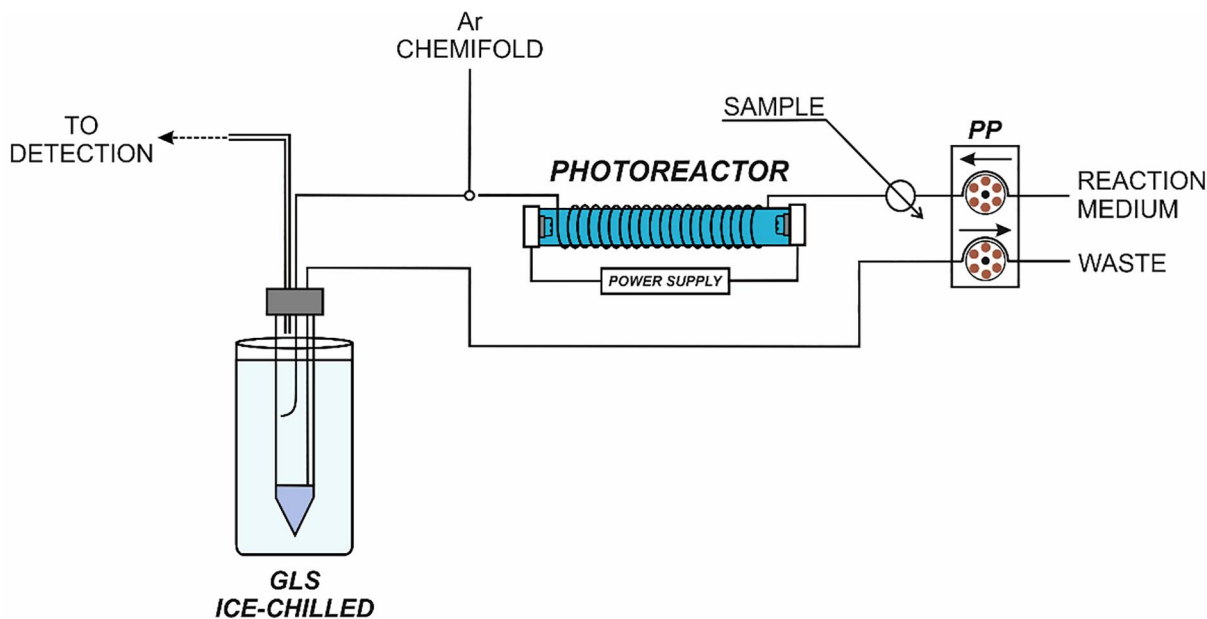 Ar
CHEMIFOLD
TO
DETECTION
SAMPLE
PP
PHOTOREACTOR
REACTION
MEDIUM
POWER SUPPLY
WASTE
GLS
ICE-CHILLED